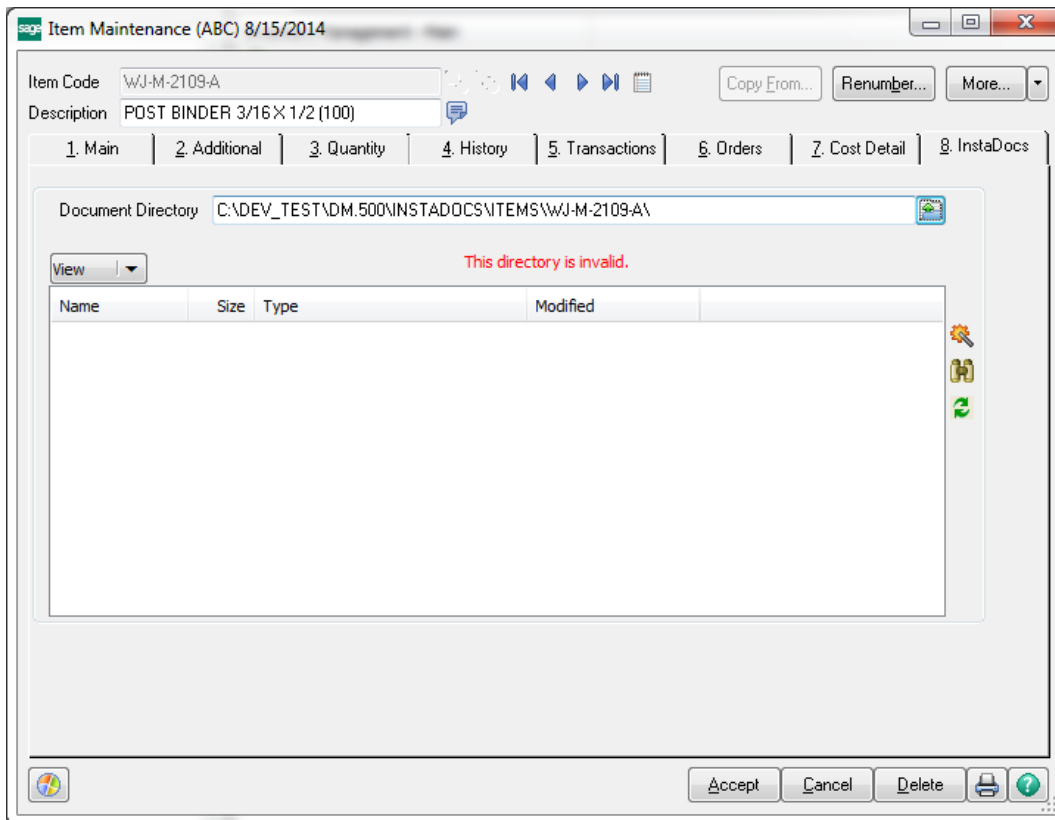 sage Item Maintenance (ABC) 8/15/2014
Item Code WJ-M-2109-A Copy From... Renumber... More...
Description POST BINDER 3/16 X 1/2 (100)
1. Main 2. Additional 3. Quantity 4. History 5. Transactions 6. Orders 7. Cost Detail 8. InstaDocs
Document Directory C:\DEV_TEST\DM.500\INSTADOCS\ITEMS\WJ-M-2109-A\
View This directory is invalid.
Name Size Type Modified
Accept Cancel Delete